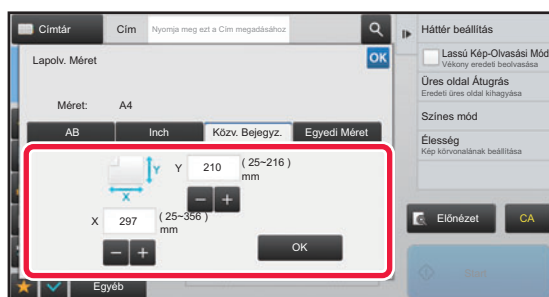 Címtár
Cím
Nyomja meg ezt a Cím megadásához
Háttér beállítás
Lapolv. Méret
OK
Lassú Kép-Olvasási Mód
Vékony eredeti beolvasása
Üres oldal Átugrás
Eredeti üres oldal kihagyása
Méret: A4
Színes mód
AB
Inch
Közv. Bejegyz.
Egyedi Méret
Élesség
Kép körvonalának beállítása
Y
Y 210 ( 25~216 )
mm
X
X 297 ( 25~356 )
mm
OK
Előnézet
CA
Start
Egyéb